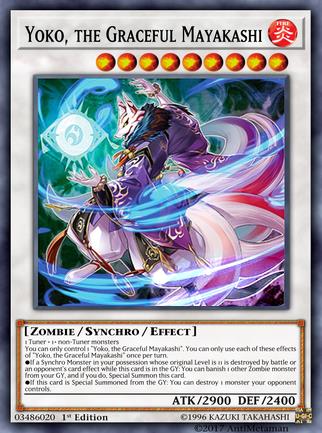 Yoko, the Graceful Mayakashi
FIRE
炎
[Zombie/Synchro/Effect]
1 Tuner + 1+ non-Tuner monsters
You can only control 1 "Yoko, the Graceful Mayakashi". You can only use each of these effects
of "Yoko, the Graceful Mayakashi" once per turn.
●If a Synchro Monster in your possession whose original Level is 11 is destroyed by battle or
an opponent's card effect while this card is in the GY: You can banish 1 other Zombie monster
from your GY, and if you do, Special Summon this card.
●If this card is Special Summoned from the GY: You can destroy 1 monster your opponent
controls.
ATK/2900 DEF/2400
03486020 1st Edition ©1996 KAZUKI TAKAHASHI
©2017 AntiMetaman